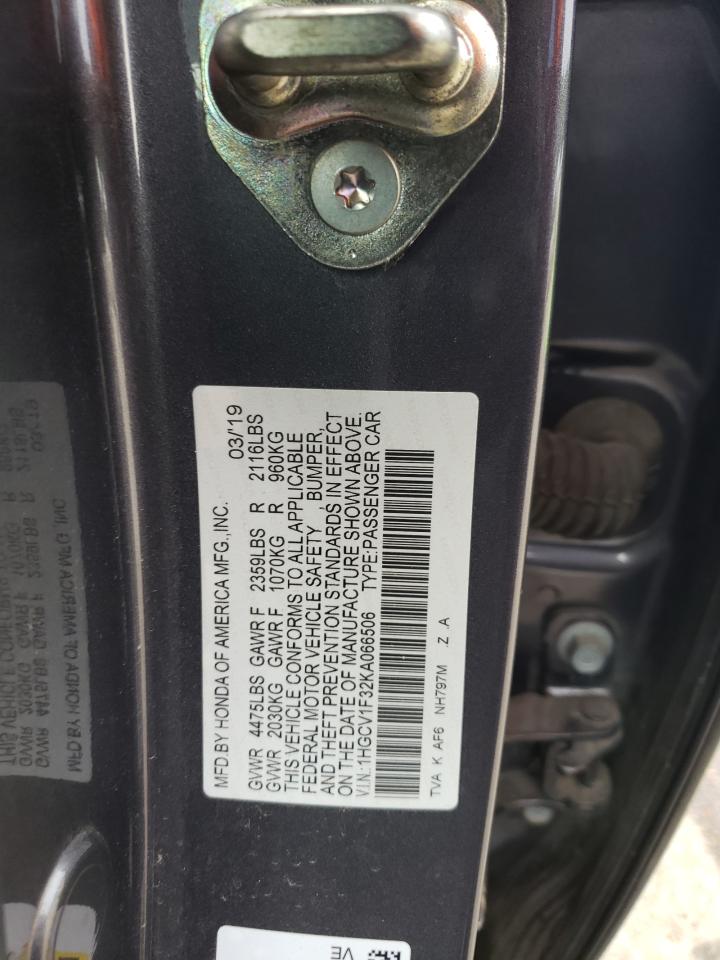 MFD.BY HONDA OF AMERICA MFG.,INC. 03/'19
GVWR 4475LBS GAWR F 2359LBS R 2116LBS
GVWR 2030KG GAWR F 1070KG R 960KG
THIS VEHICLE CONFORMS TO ALL APPLICABLE
FEDERAL MOTOR VEHICLE SAFETY, BUMPER,
AND THEFT PREVENTION STANDARDS IN EFFECT
ON THE DATE OF MANUFACTURE SHOWN ABOVE.
V.I.N.:1HGCV1F32KA066506 TYPE:PASSENGER CAR
TVA K AF6 NH797M .Z .A
VE